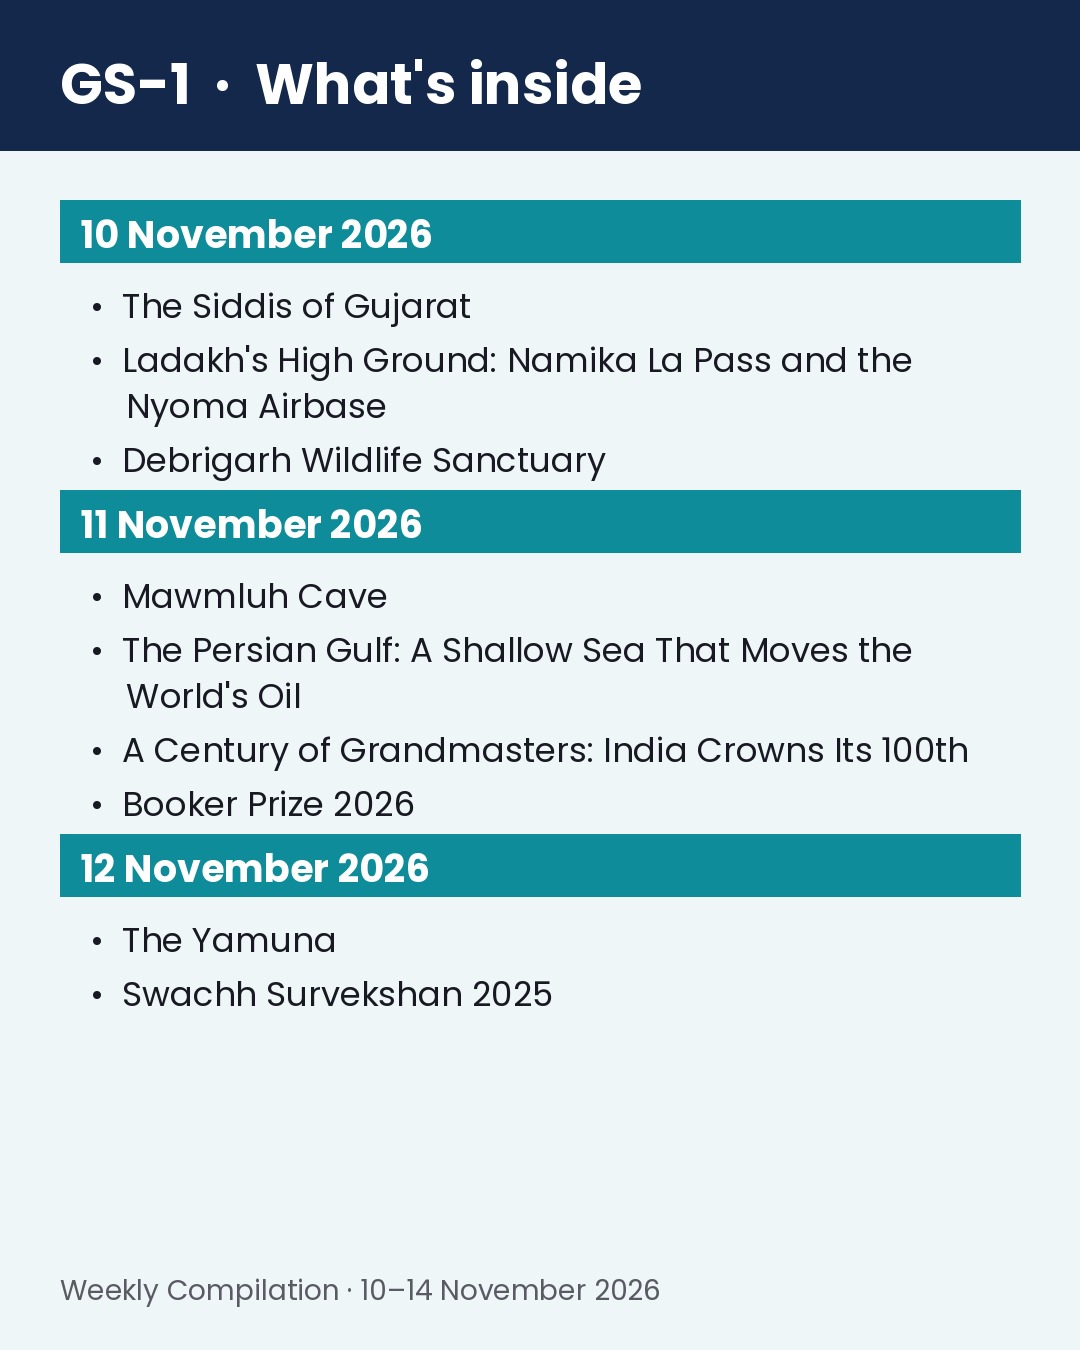 GS-1 · What's inside
10 November 2026
• The Siddis of Gujarat
• Ladakh's High Ground: Namika La Pass and the
Nyoma Airbase
• Debrigarh Wildlife Sanctuary
11 November 2026
• Mawmluh Cave
• The Persian Gulf: A Shallow Sea That Moves the
World's Oil
• A Century of Grandmasters: India Crowns Its 100th
• Booker Prize 2026
12 November 2026
• The Yamuna
• Swachh Survekshan 2025
Weekly Compilation · 10–14 November 2026